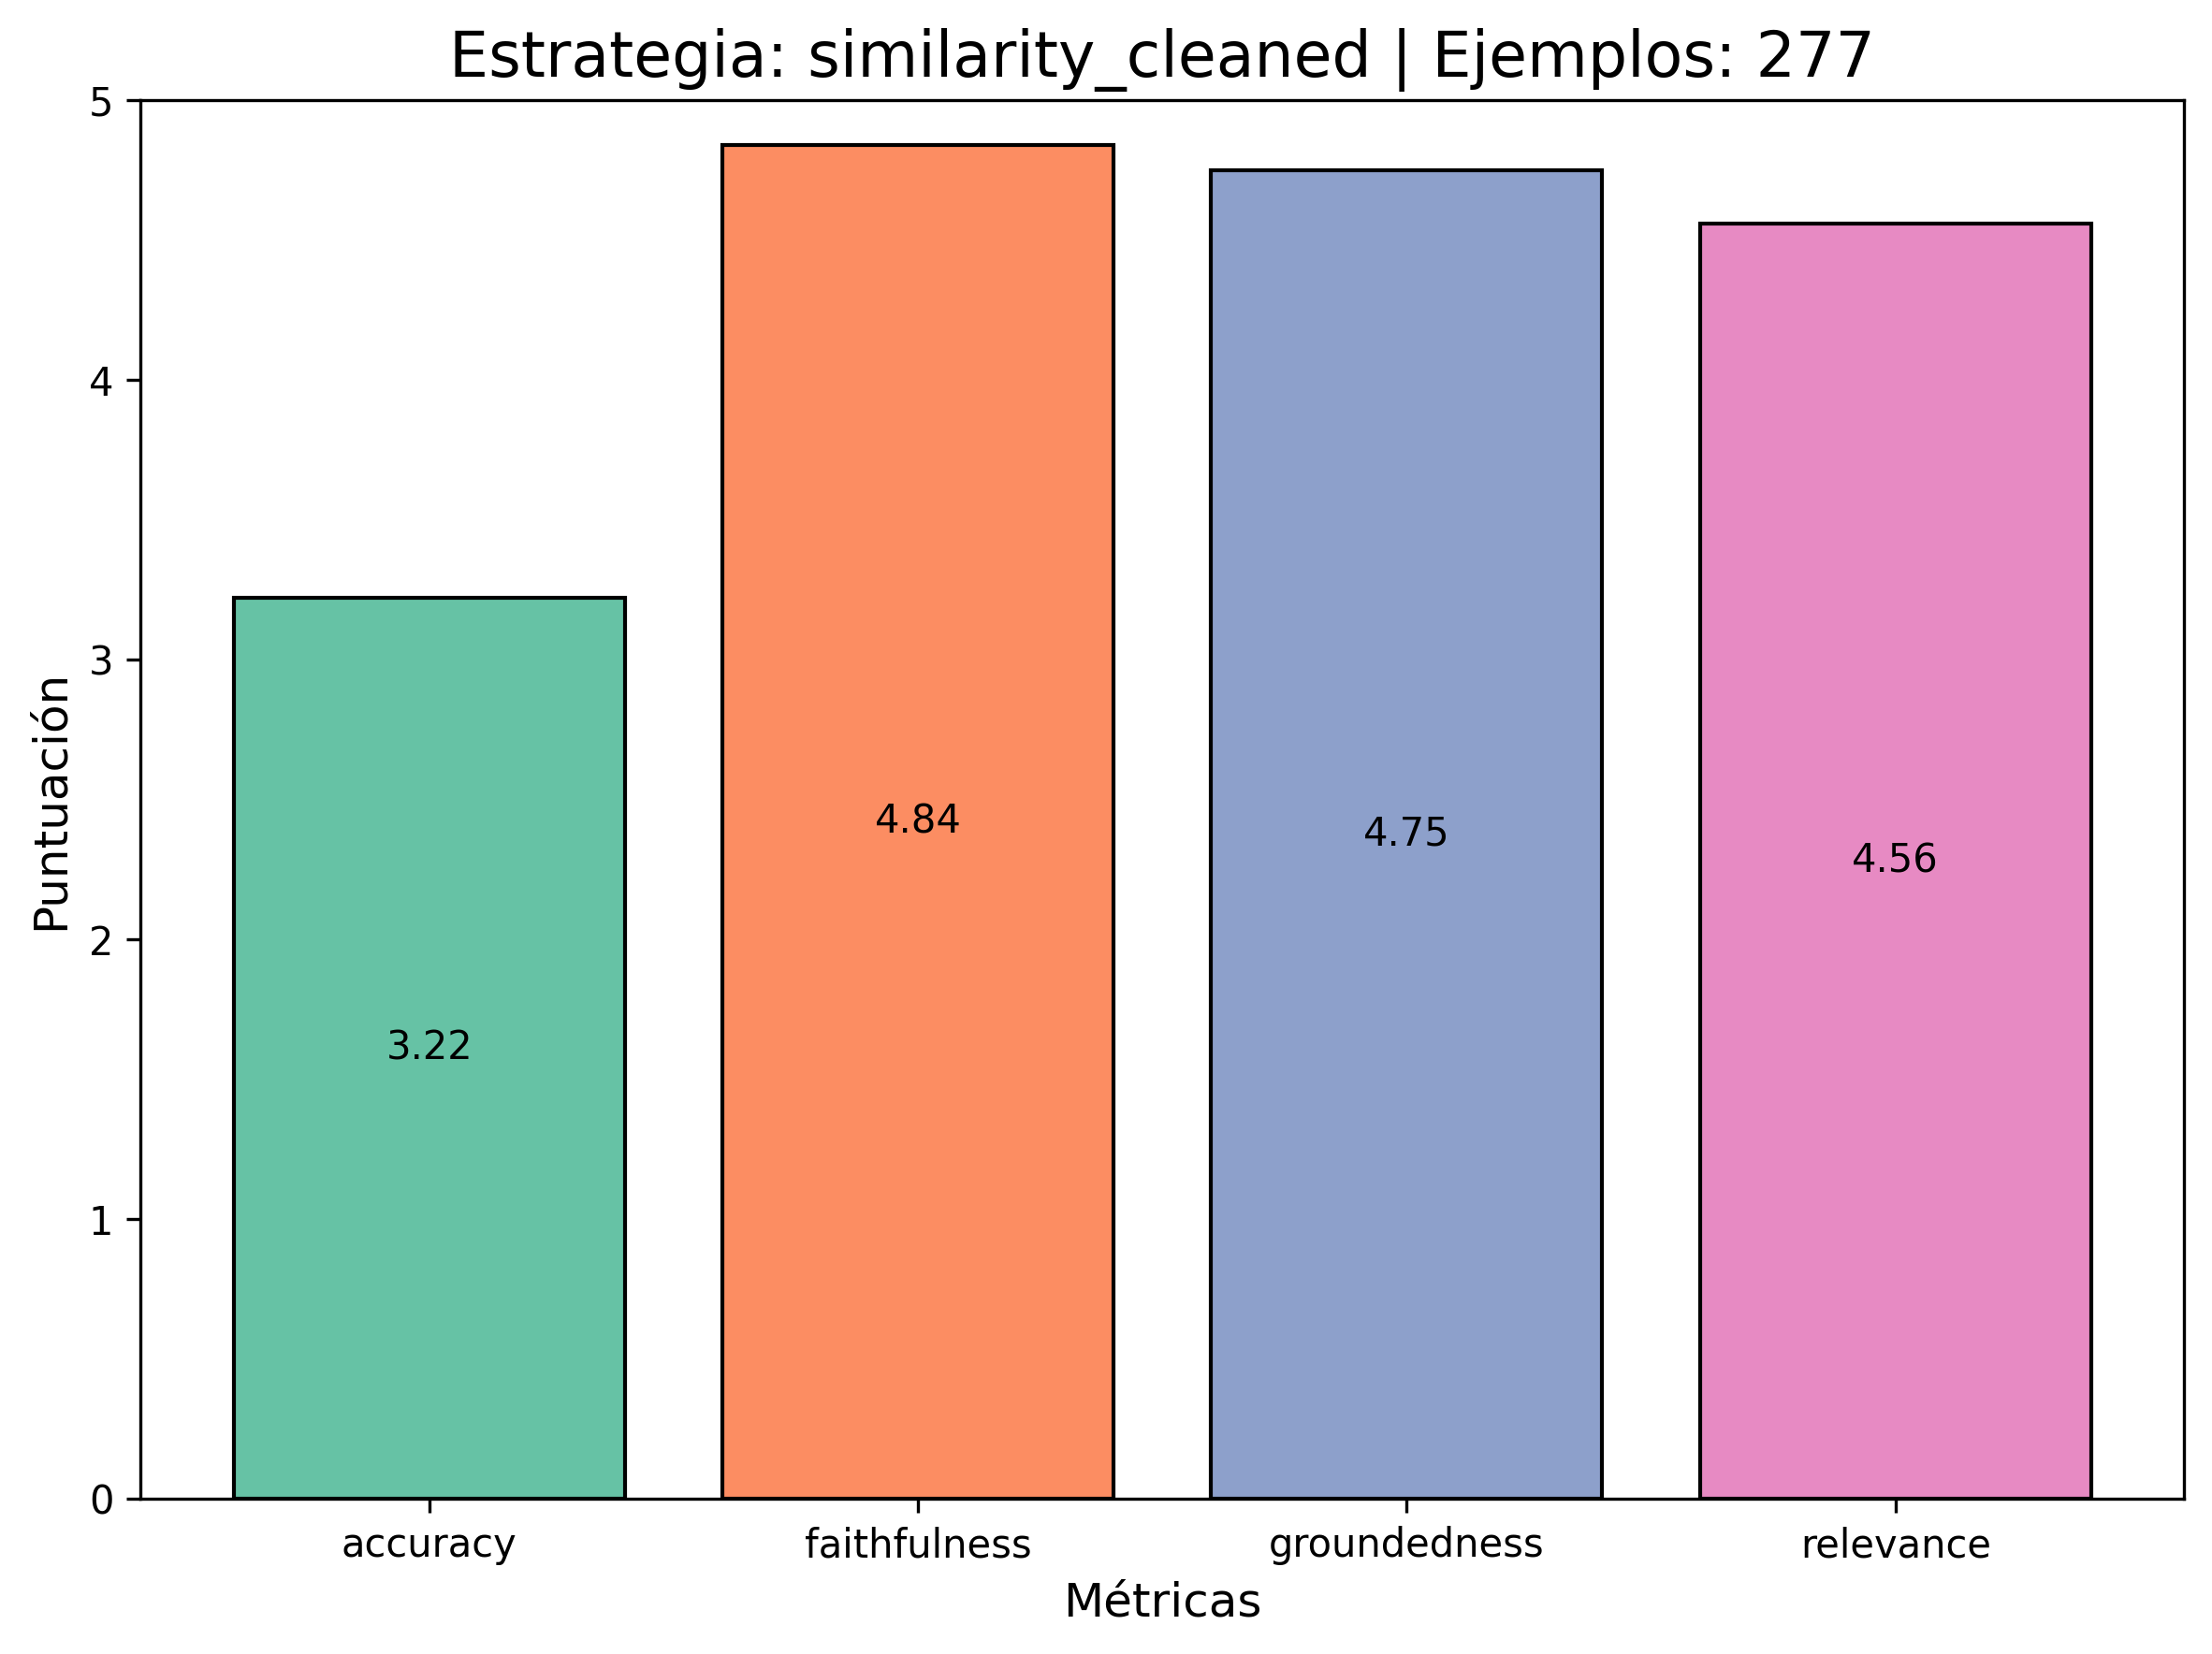 Estrategia: similarity_cleaned | Ejemplos: 277
5
4
3
2
1
0
Puntuación
3.22
4.84
4.75
4.56
accuracy
faithfulness
groundedness
relevance
Métricas